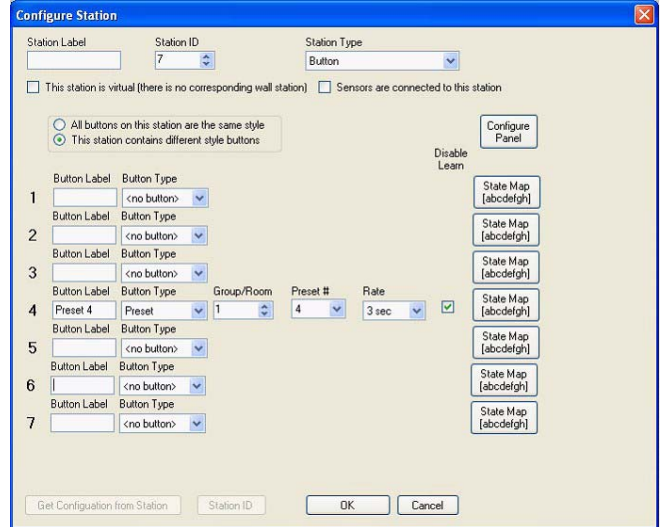 Configure Station
Station Label Station ID Station Type
7 Button
This station is virtual (there is no corresponding wall station) Sensors are connected to this station
All buttons on this station are the same style
This station contains different style buttons
Configure Panel
Disable Learn
Button Label Button Type
1 <no button> State Map [abcdefgh]
Button Label Button Type
2 <no button> State Map [abcdefgh]
Button Label Button Type
3 <no button> State Map [abcdefgh]
Button Label Button Type Group/Room Preset # Rate
4 Preset 4 Preset 1 4 3 sec State Map [abcdefgh]
Button Label Button Type
5 <no button> State Map [abcdefgh]
Button Label Button Type
6 <no button> State Map [abcdefgh]
Button Label Button Type
7 <no button> State Map [abcdefgh]
Get Configuation from Station Station ID OK Cancel